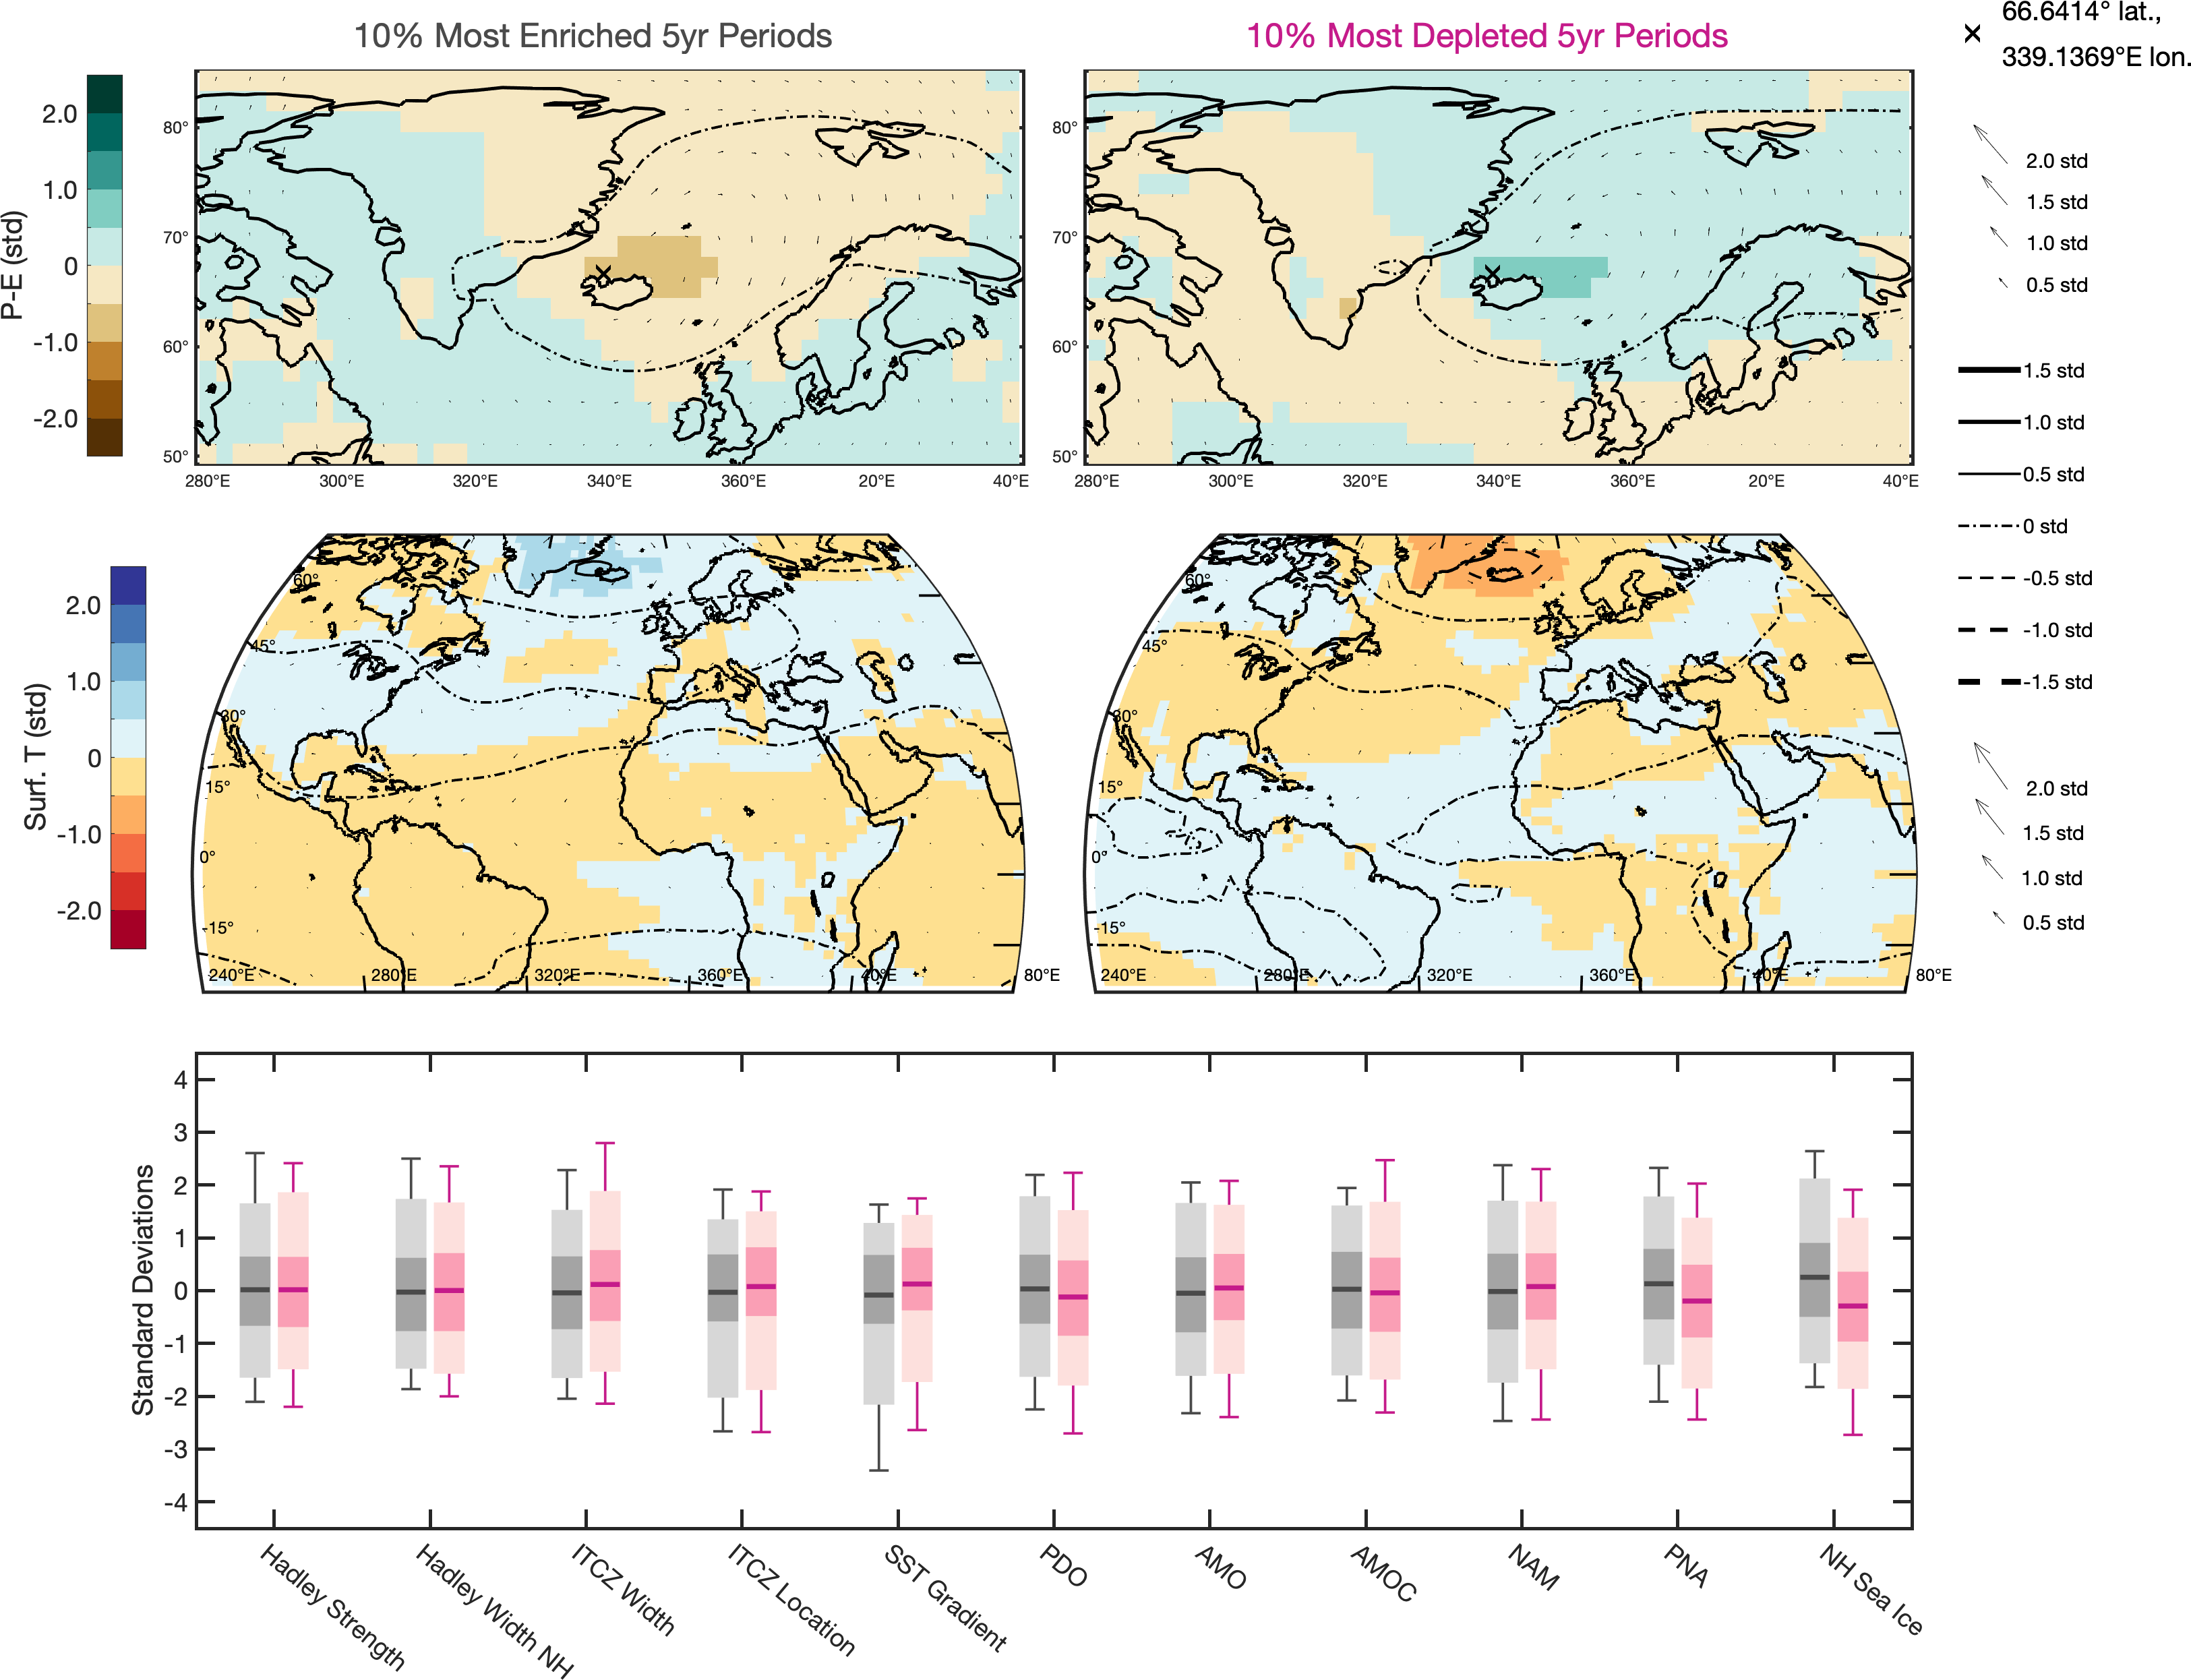 10% Most Enriched 5yr Periods
10% Most Depleted 5yr Periods
66.6414° lat.,
339.1369°E lon.
P-E (std)
2.0
1.0
0
-1.0
-2.0
80°
70°
60°
50°
280°E 300°E 320°E 340°E 360°E 20°E 40°E
80°
70°
60°
50°
280°E 300°E 320°E 340°E 360°E 20°E 40°E
2.0 std
1.5 std
1.0 std
0.5 std
1.5 std
1.0 std
0.5 std
0 std
-0.5 std
-1.0 std
-1.5 std
Surf. T (std)
2.0
1.0
0
-1.0
-2.0
60°
45°
30°
15°
0°
-15°
240°E 280°E 320°E 360°E 40°E 80°E
60°
45°
30°
15°
0°
-15°
240°E 280°E 320°E 360°E 40°E 80°E
2.0 std
1.5 std
1.0 std
0.5 std
Standard Deviations
4
3
2
1
0
-1
-2
-3
-4
Hadley Strength
Hadley Width NH
ITCZ Width
ITCZ Location
SST Gradient
PDO
AMO
AMOC
NAM
PNA
NH Sea Ice